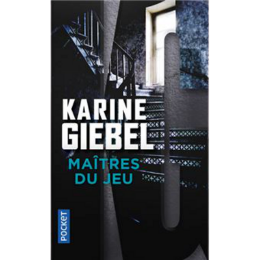 KARINE
GIEBEL
MAÎTRES
DU JEU
POCKET